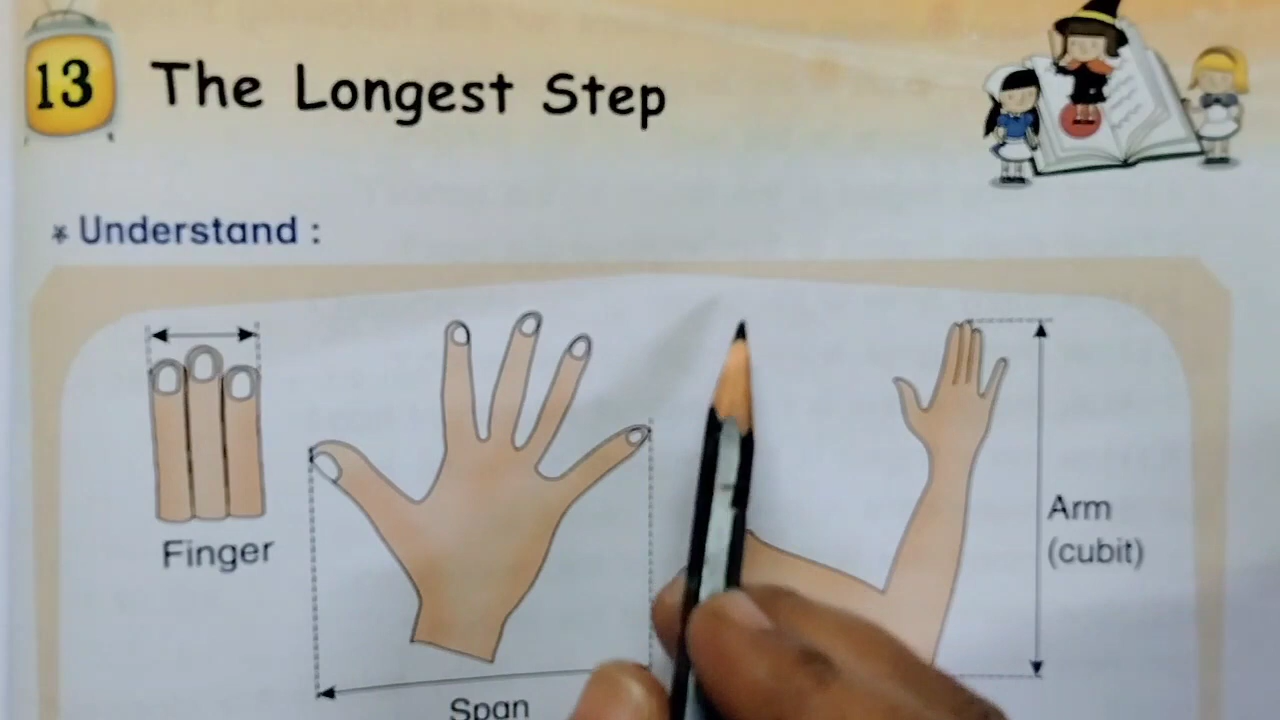 13 The Longest Step
* Understand :
Finger
Span
Arm
(cubit)